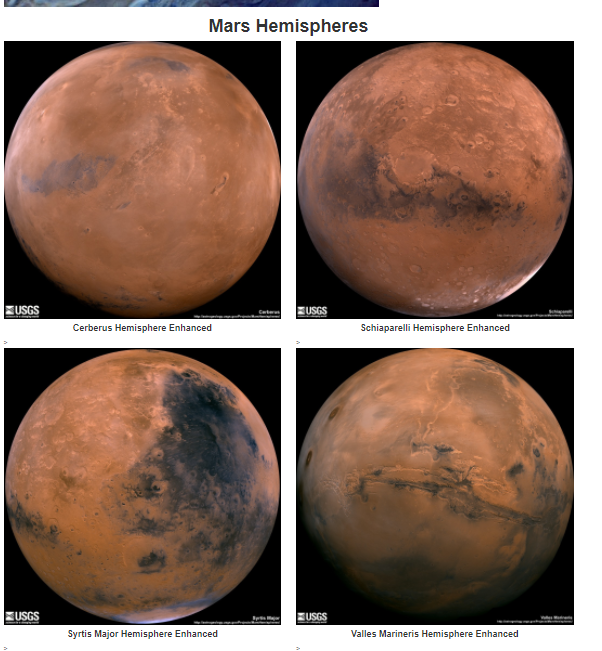 Mars Hemispheres
USGS
Cerberus
USGS
Schiaparelli
Cerberus Hemisphere Enhanced
Schiaparelli Hemisphere Enhanced
>
>
USGS
Syrtis Major
USGS
Valles Marineris
Syrtis Major Hemisphere Enhanced
Valles Marineris Hemisphere Enhanced
>
>